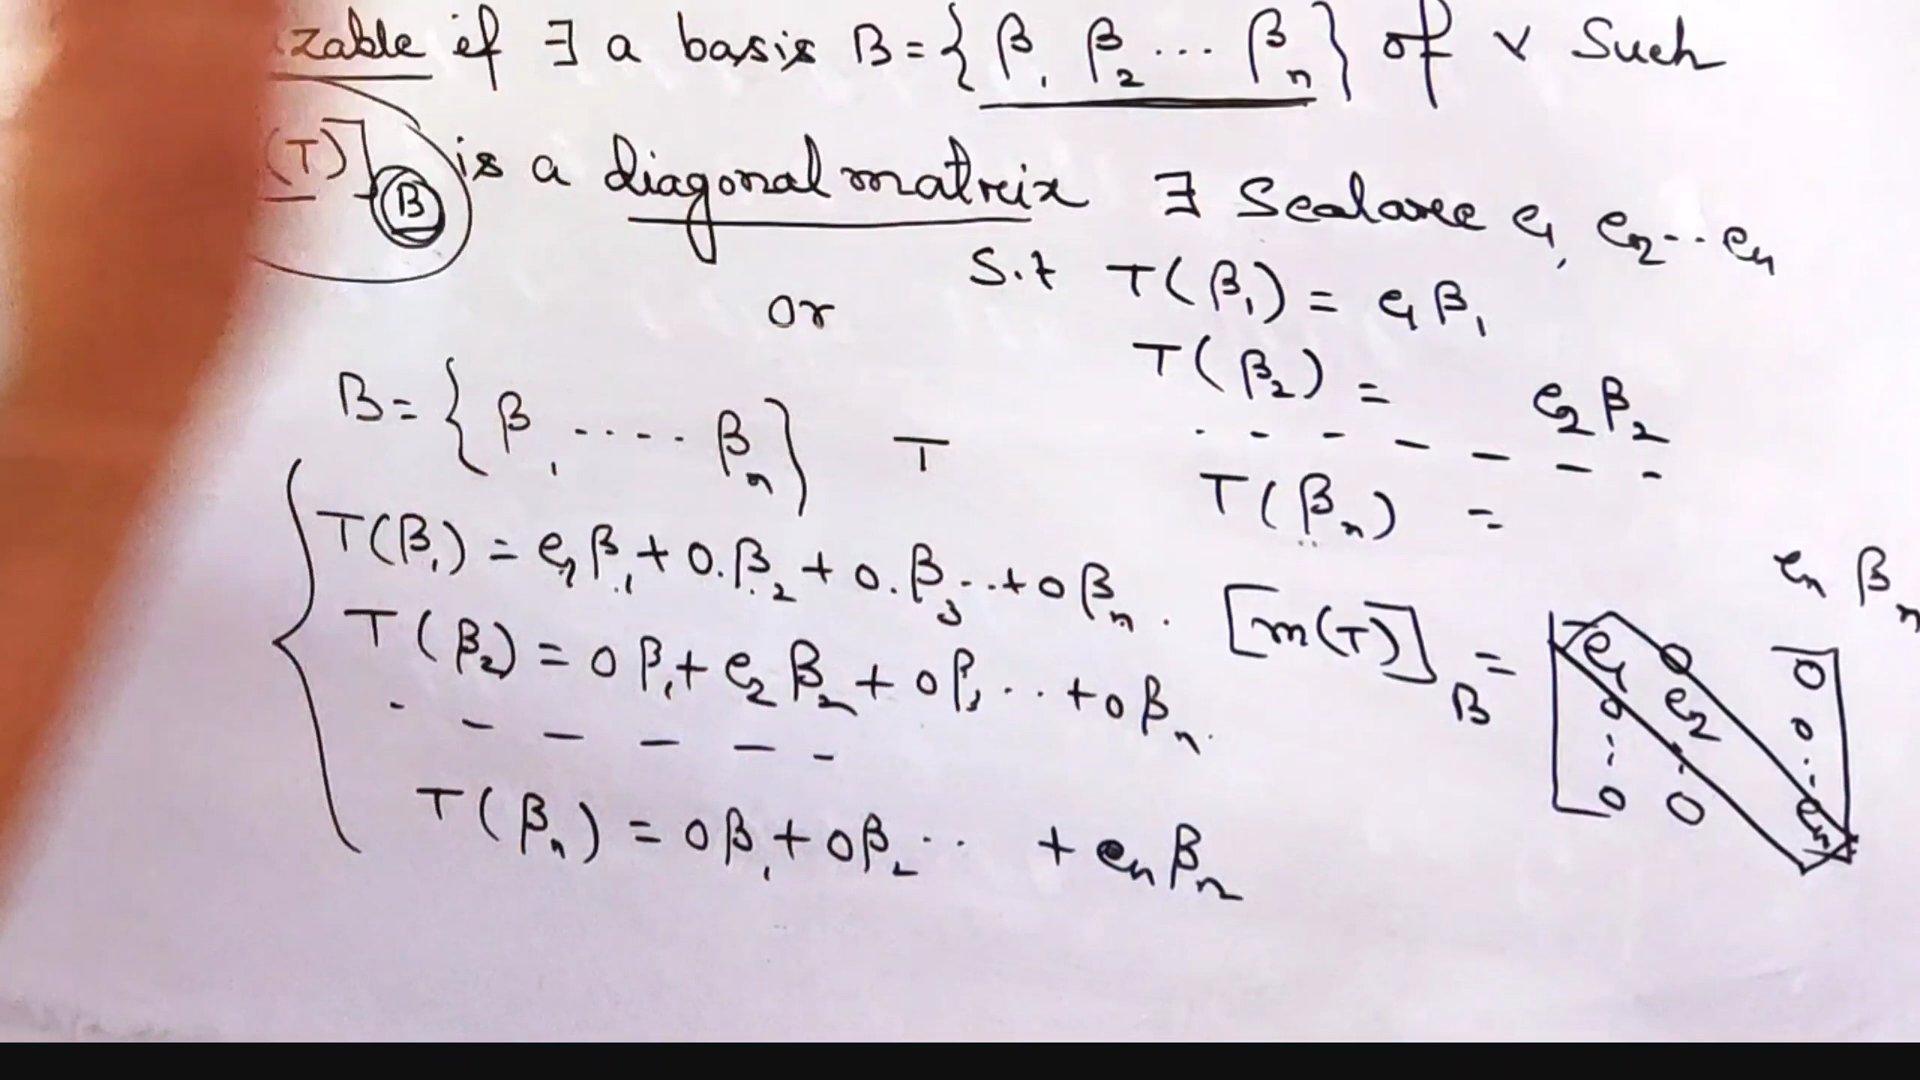 zable if ∃ a basis B = {β₁ β₂ ... βₙ} of V Such
(T)]_B is a diagonal matrix ∃ Scalars c₁, c₂ .. cₙ
or
S.t T(β₁) = c₁β₁
T(β₂) = c₂β₂
. - - - - - -
T(βₙ) = cₙβₙ
B = {β₁ .... βₙ} T
T(β₁) = c₁β₁ + 0.β₂ + 0.β₃ .. + 0βₙ.
T(β₂) = 0β₁ + c₂β₂ + 0β₃ .. + 0βₙ.
- - - - - -
T(βₙ) = 0β₁ + 0β₂ .. + cₙβₙ
[m(T)]_B = [c₁ 0 0
0 c₂ 0
⋮ ⋮ ⋮
0 0 cₙ]